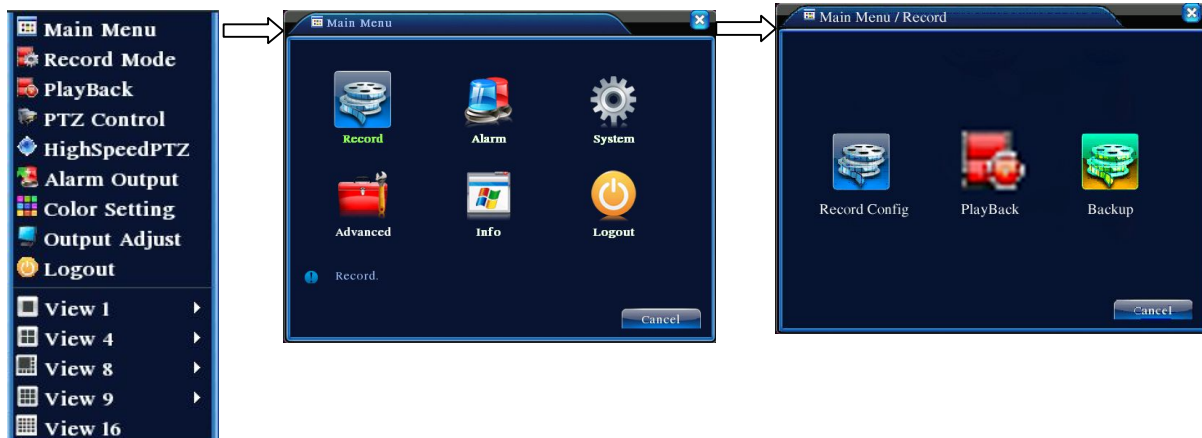 Main Menu
Record Mode
PlayBack
PTZ Control
HighSpeedPTZ
Alarm Output
Color Setting
Output Adjust
Logout
View 1
View 4
View 8
View 9
View 16
Main Menu
Record Alarm System
Advanced Info Logout
Record.
Cancel
Main Menu / Record
Record Config PlayBack Backup
Cancel